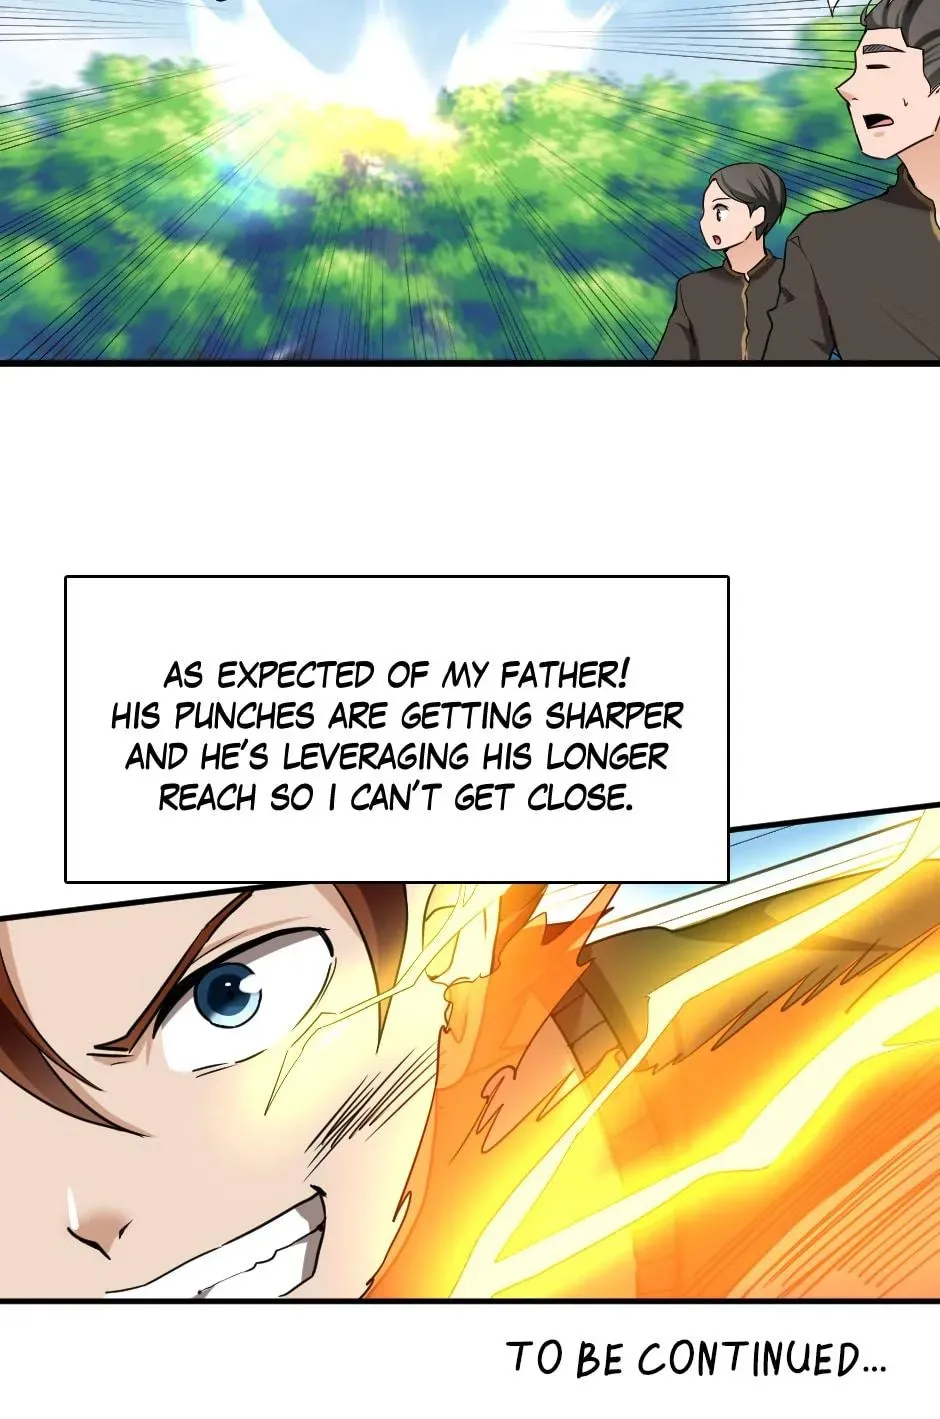 AS EXPECTED OF MY FATHER!
HIS PUNCHES ARE GETTING SHARPER
AND HE'S LEVERAGING HIS LONGER
REACH SO I CAN'T GET CLOSE.
TO BE CONTINUED...